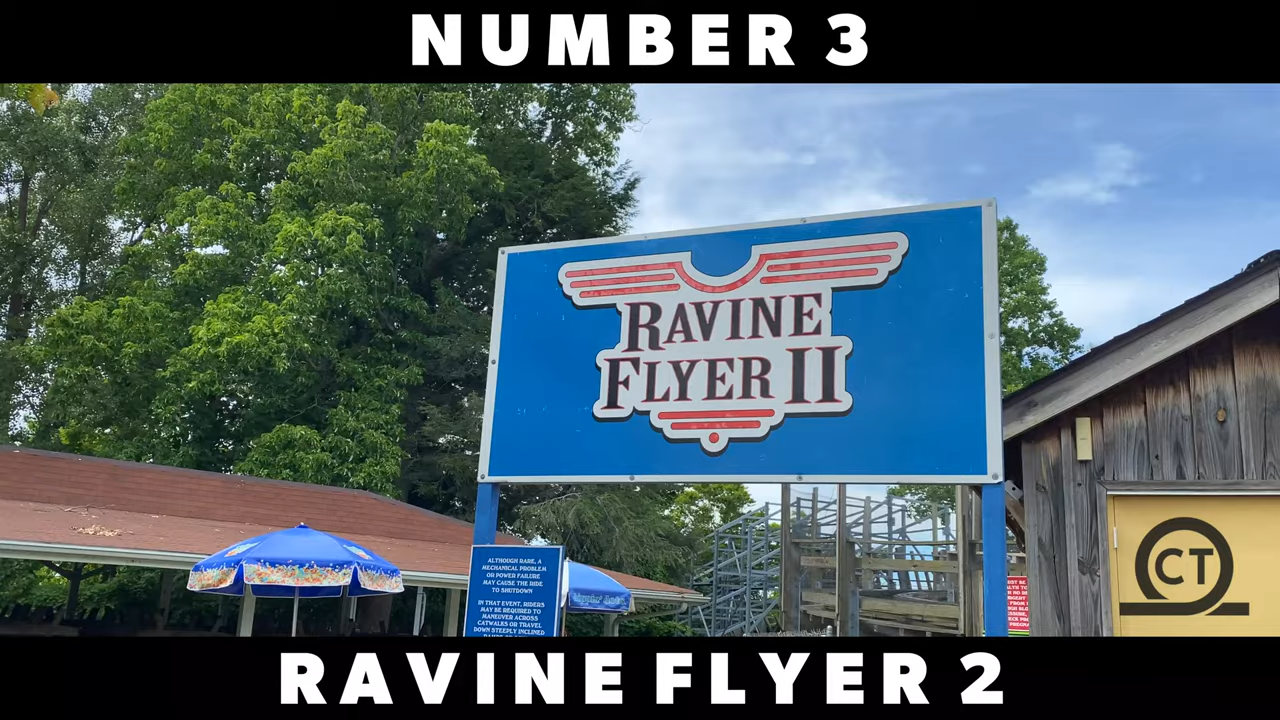 NUMBER 3
RAVINE
FLYER II
ALTHOUGH RARE, A
MECHANICAL PROBLEM
OR POWER FAILURE
MAY CAUSE THE RIDE
TO SHUTDOWN
IN THAT EVENT, RIDERS
MAY BE REQUIRED TO
MANEUVER ACROSS
CATWALKS OR TRAVEL
DOWN STEEPLY INCLINED
CT
RAVINE FLYER 2